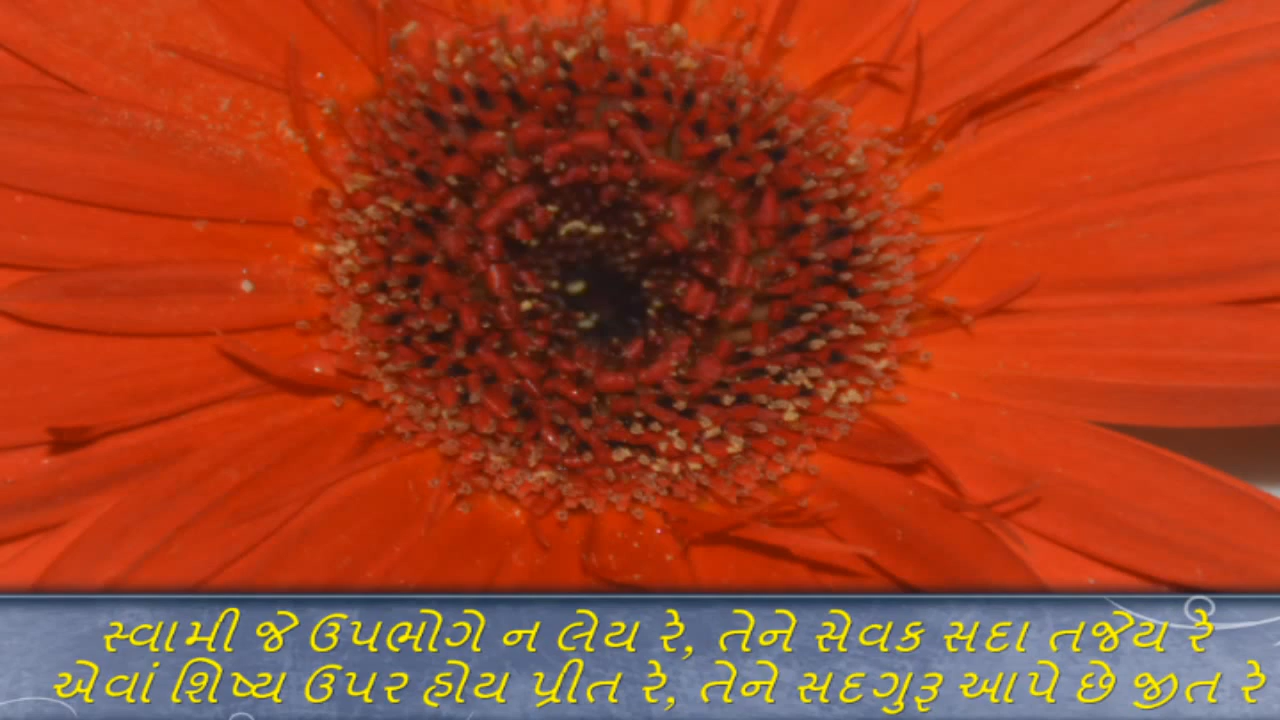 સ્વામી જે ઉપભોગે ન લેય રે, તેને સેવક સદા તજેય રે
એવાં શિષ્ય ઉપર હોય પ્રીત રે, તેને સદગુરૂ આપે છે જીત રે